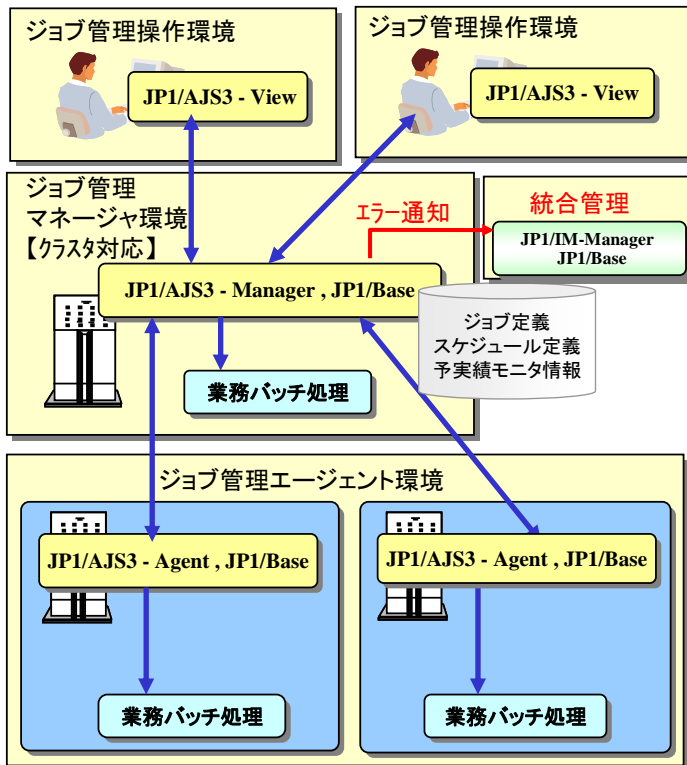 ジョブ管理操作環境
JP1/AJS3 - View
ジョブ管理操作環境
JP1/AJS3 - View
ジョブ管理
マネージャ環境
【クラスタ対応】
エラー通知
統合管理
JP1/IM-Manager
JP1/Base
JP1/AJS3 - Manager , JP1/Base
ジョブ定義
スケジュール定義
予実績モニタ情報
業務バッチ処理
ジョブ管理エージェント環境
JP1/AJS3 - Agent , JP1/Base
業務バッチ処理
JP1/AJS3 - Agent , JP1/Base
業務バッチ処理